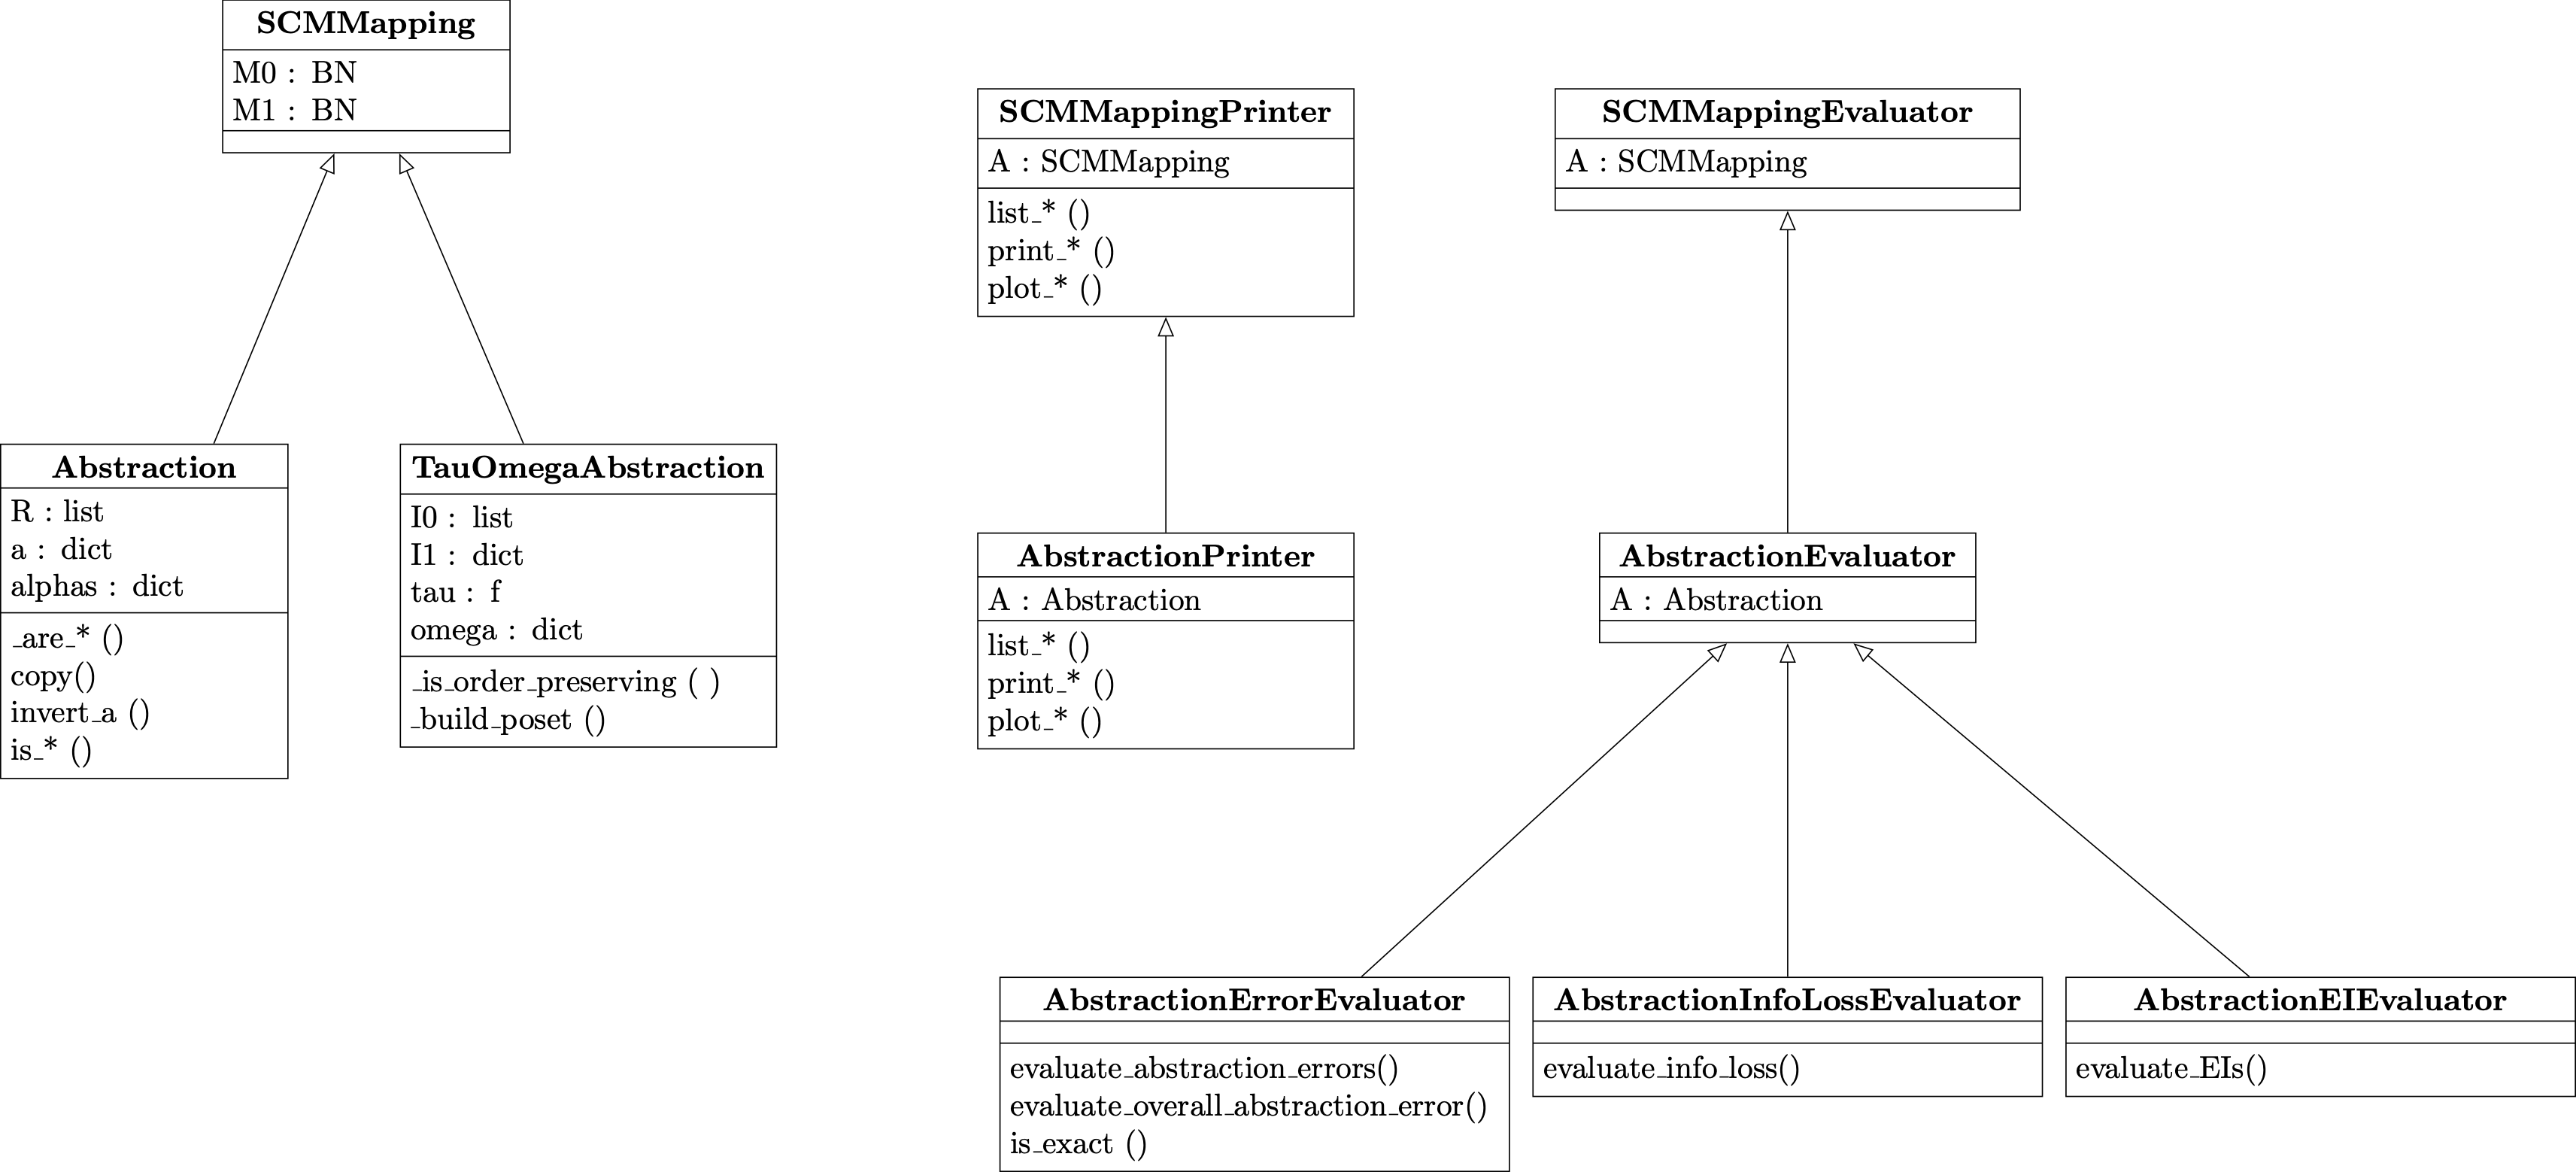 SCMMapping
M0 : BN
M1 : BN
SCMMappingPrinter
A : SCMMapping
list_* ()
print_* ()
plot_* ()
SCMMappingEvaluator
A : SCMMapping
Abstraction
R : list
a : dict
alphas : dict
_are_* ()
copy()
invert_a ()
is_* ()
TauOmegaAbstraction
I0 : list
I1 : dict
tau : f
omega : dict
_is_order_preserving ( )
_build_poset ()
AbstractionPrinter
A : Abstraction
list_* ()
print_* ()
plot_* ()
AbstractionEvaluator
A : Abstraction
AbstractionErrorEvaluator
evaluate_abstraction_errors()
evaluate_overall_abstraction_error()
is_exact ()
AbstractionInfoLossEvaluator
evaluate_info_loss()
AbstractionEIEvaluator
evaluate_EIs()